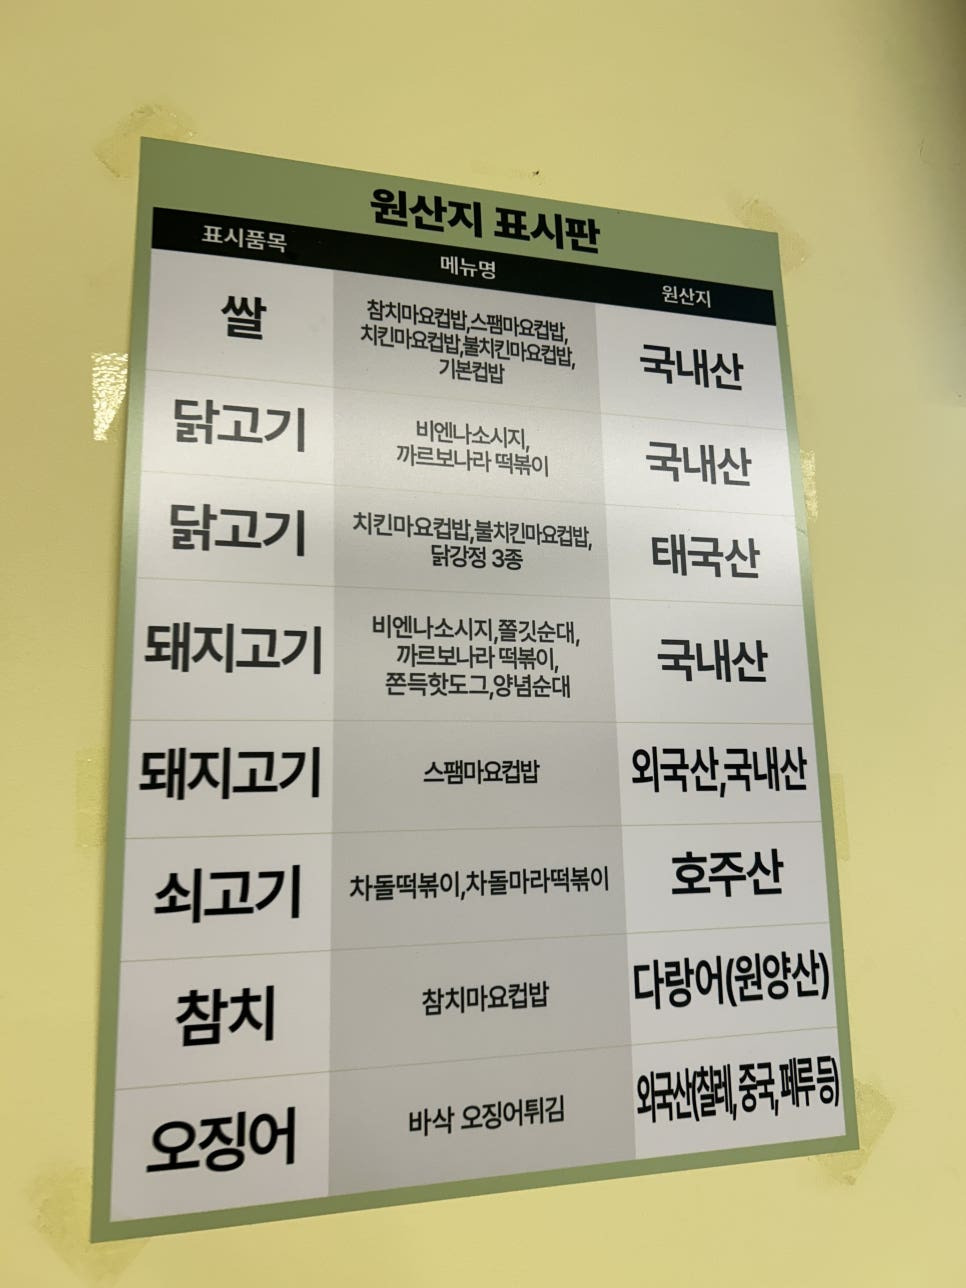 원산지 표시판
표시품목 메뉴명 원산지
쌀
참치마요컵밥,스팸마요컵밥,
치킨마요컵밥,불치킨마요컵밥,
기본컵밥
국내산
닭고기
비엔나소시지,
까르보나라 떡볶이
국내산
닭고기
치킨마요컵밥,불치킨마요컵밥,
닭강정 3종
태국산
돼지고기
비엔나소시지,쫄깃순대,
까르보나라 떡볶이,
쫀득핫도그,양념순대
국내산
돼지고기
스팸마요컵밥
외국산,국내산
쇠고기
차돌떡볶이,차돌마라떡볶이
호주산
참치
참치마요컵밥
다랑어(원양산)
오징어
바삭 오징어튀김
외국산(칠레, 중국, 페루 등)